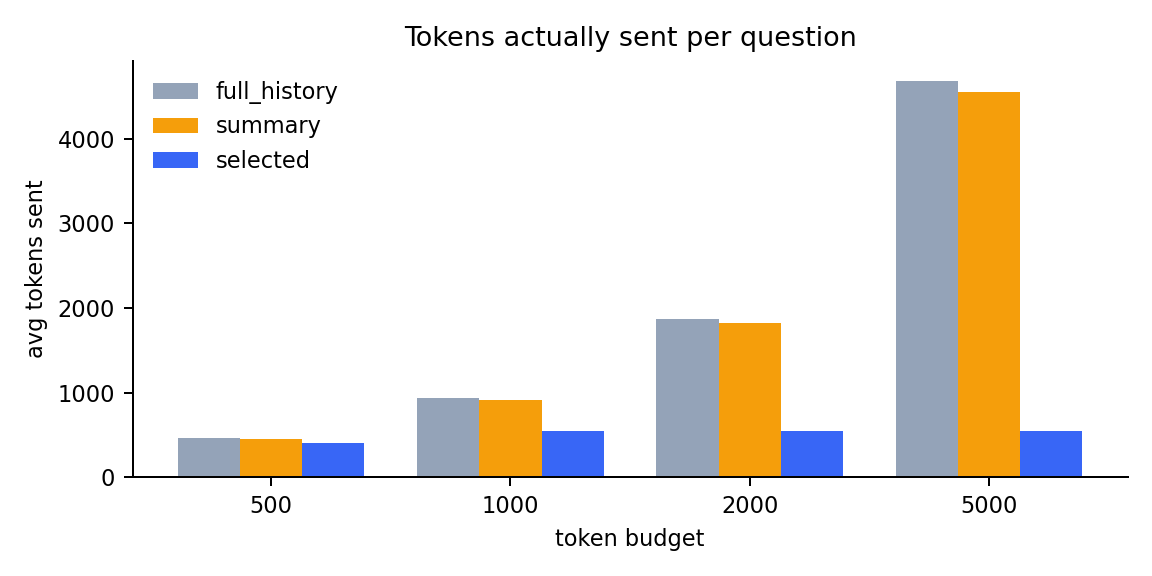 Tokens actually sent per question
full_history
summary
selected
avg tokens sent
4000
3000
2000
1000
0
500
1000
2000
5000
token budget